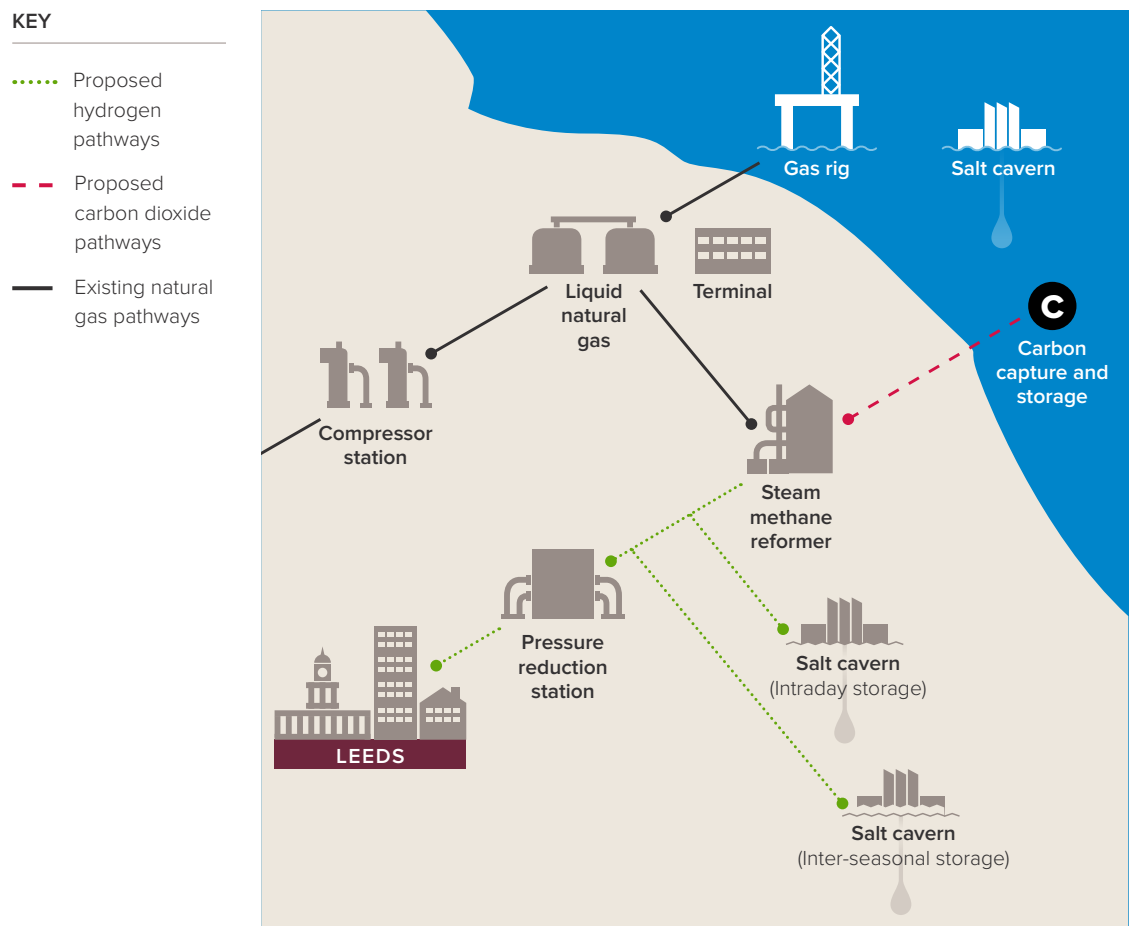 KEY
Proposed
hydrogen
pathways
Proposed
carbon dioxide
pathways
Existing natural
gas pathways
Gas rig
Salt cavern
Liquid
natural
gas
Terminal
C
Carbon
capture and
storage
Compressor
station
Steam
methane
reformer
Pressure
reduction
station
Salt cavern
(Intraday storage)
LEEDS
Salt cavern
(Inter-seasonal storage)